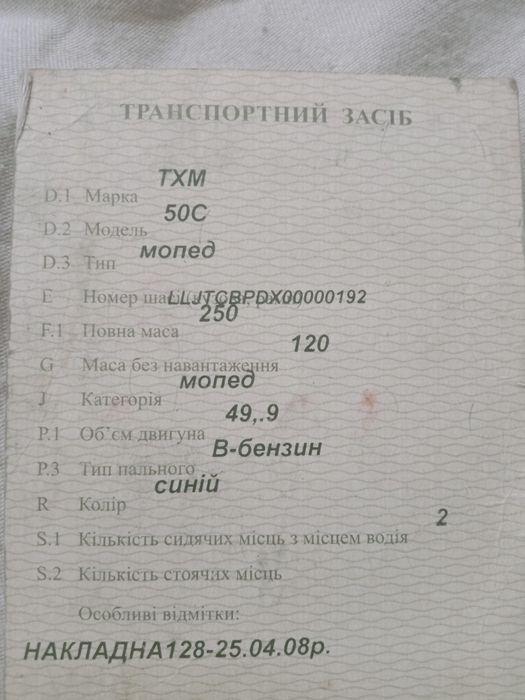 ТРАНСПОРТНИЙ ЗАСІБ
D.1 Марка ТХМ
D.2 Модель 50С
D.3 Тип мопед
E Номер шасі (кузова, рами) LLJTCBPDX00000192
F.1 Повна маса 250
G Маса без навантаження 120
J Категорія мопед
P.1 Об'єм двигуна 49,.9
P.3 Тип пального В-бензин
R Колір синій
S.1 Кількість сидячих місць з місцем водія 2
S.2 Кількість стоячих місць
Особливі відмітки:
НАКЛАДНА128-25.04.08р.